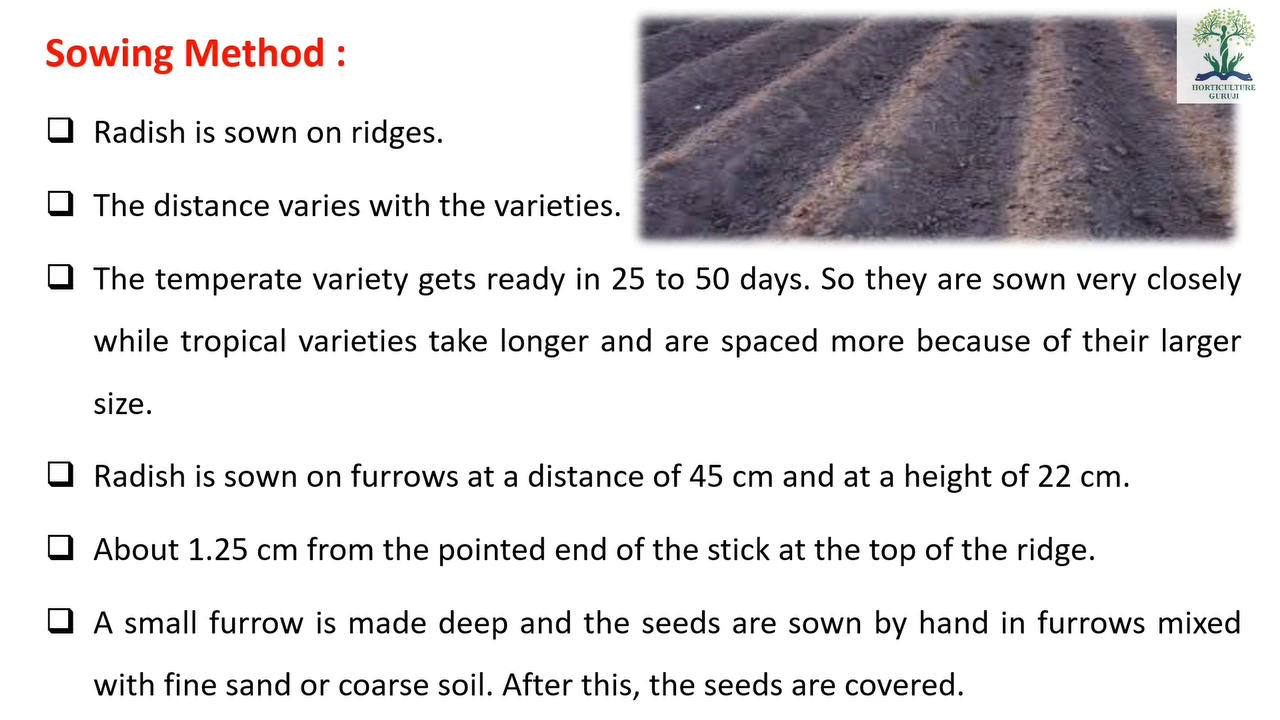 Sowing Method :
HORTICULTURE
GURUJI
Radish is sown on ridges.
The distance varies with the varieties.
The temperate variety gets ready in 25 to 50 days. So they are sown very closely
while tropical varieties take longer and are spaced more because of their larger
size.
Radish is sown on furrows at a distance of 45 cm and at a height of 22 cm.
About 1.25 cm from the pointed end of the stick at the top of the ridge.
A small furrow is made deep and the seeds are sown by hand in furrows mixed
with fine sand or coarse soil. After this, the seeds are covered.